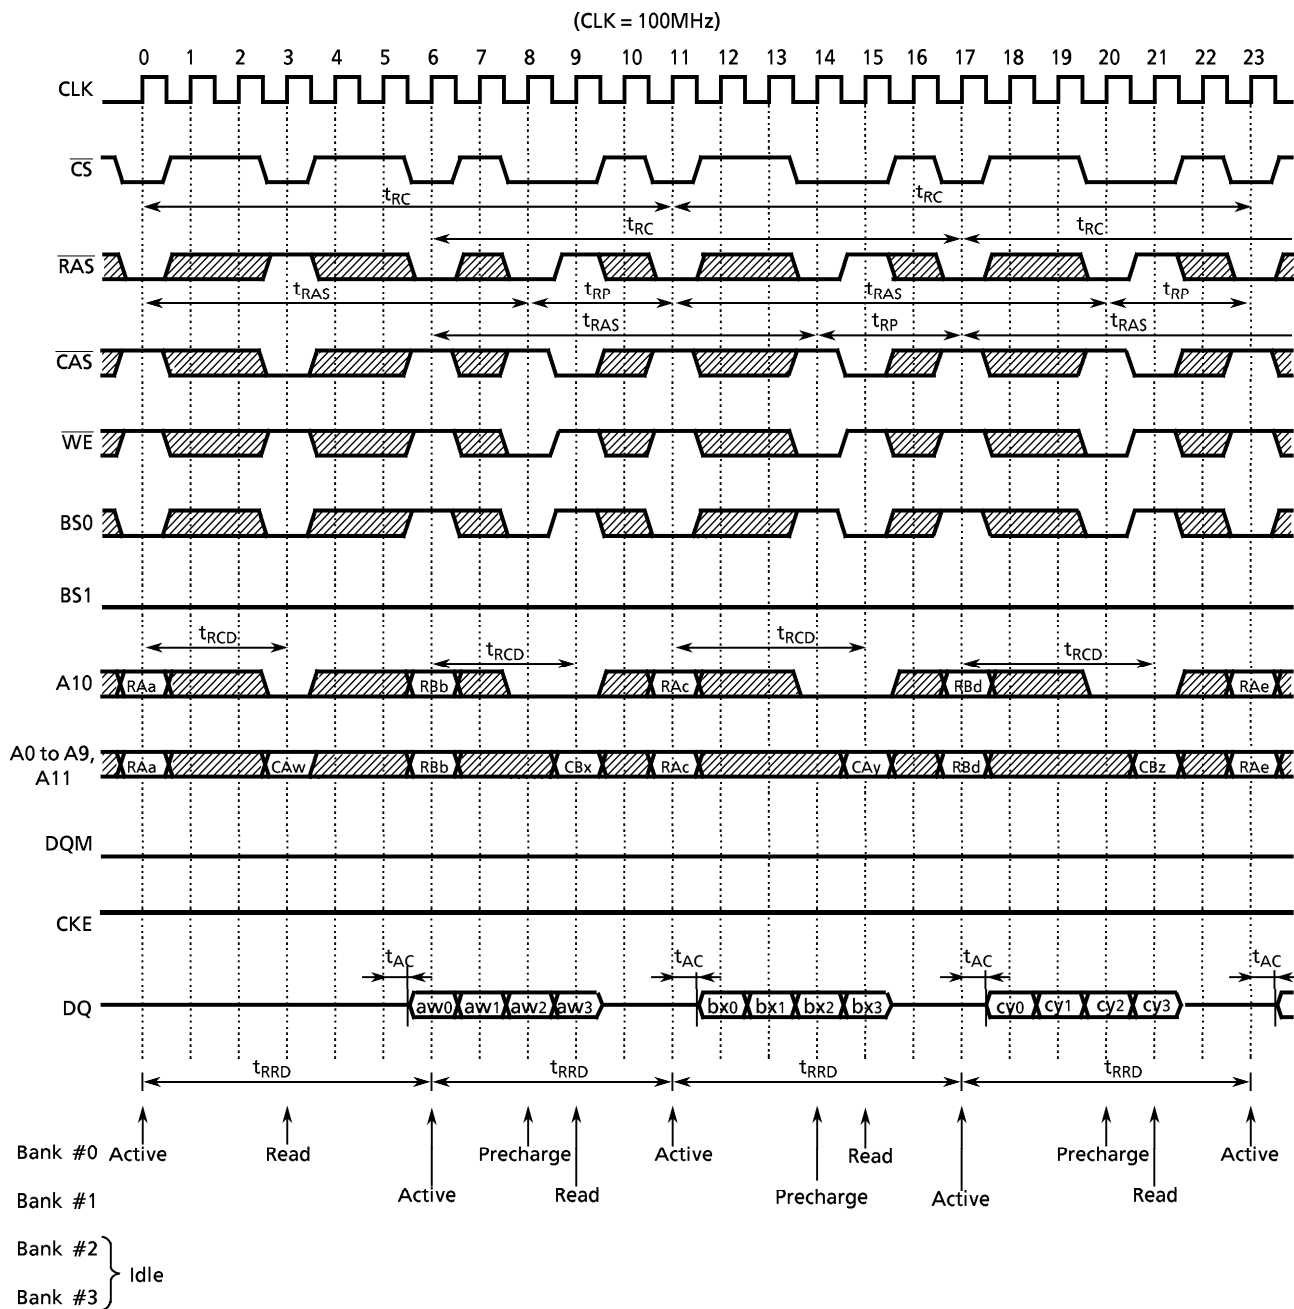 (CLK = 100MHz)
0 1 2 3 4 5 6 7 8 9 10 11 12 13 14 15 16 17 18 19 20 21 22 23
CLK
CS
tRC tRC
tRC tRC
RAS
tRAS tRP tRAS tRP
tRAS tRP tRAS
CAS
WE
BS0
BS1
tRCD tRCD
tRCD tRCD
A10 RAa RBb RAc RBd RAe
A0 to A9,
A11
RAa CAw RBb CBx RAc CAy RBd CBz RAe
DQM
CKE
tAC tAC tAC tAC
DQ aw0 aw1 aw2 aw3 bx0 bx1 bx2 bx3 cy0 cy1 cy2 cy3
tRRD tRRD tRRD tRRD
Bank #0 Active Read Precharge Active Read Precharge Active
Bank #1 Active Read Precharge Active Read
Bank #2
Idle
Bank #3